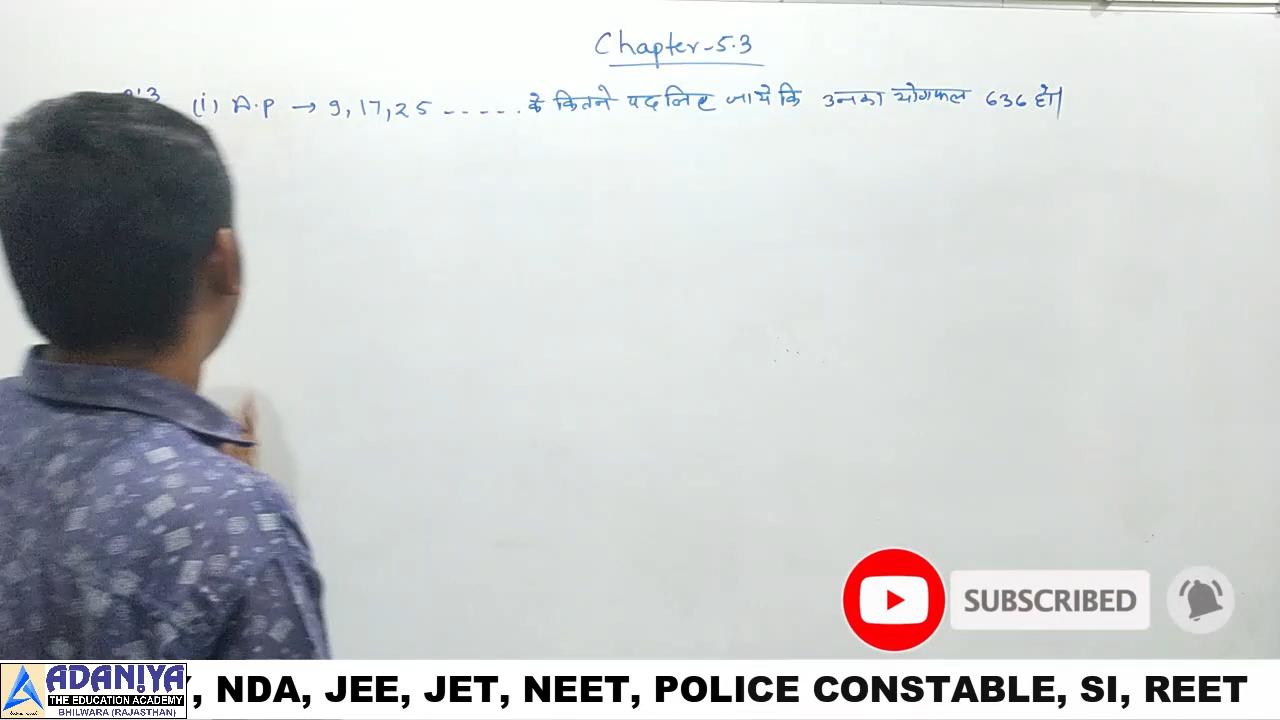 Chapter-5.3
(i) A.P → 9, 17, 25 ------ के कितने पद लिए जाये कि उनका योगफल 636 हो।
SUBSCRIBED
, NDA, JEE, JET, NEET, POLICE CONSTABLE, SI, REET
ADANIYA
THE EDUCATION ACADEMY
BHILWARA (RAJASTHAN)